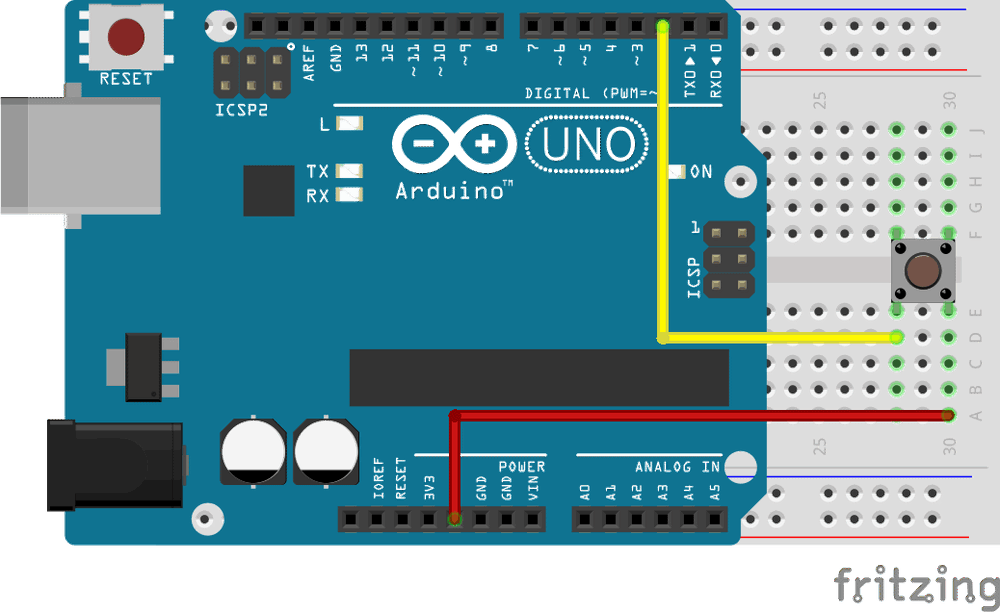 RESET
ICSP2
AREF
GND
13
12
~11
~10
~9
8
7
~6
~5
4
~3
TX0▶1
RX0◀0
DIGITAL (PWM=~
L
TX
RX
Arduino™
UNO
ON
1
ICSP
25
30
J
I
H
G
F
E
D
C
B
A
25
30
IOREF
RESET
3V3
GND
GND
VIN
POWER
ANALOG IN
A0
A1
A2
A3
A4
A5
fritzing